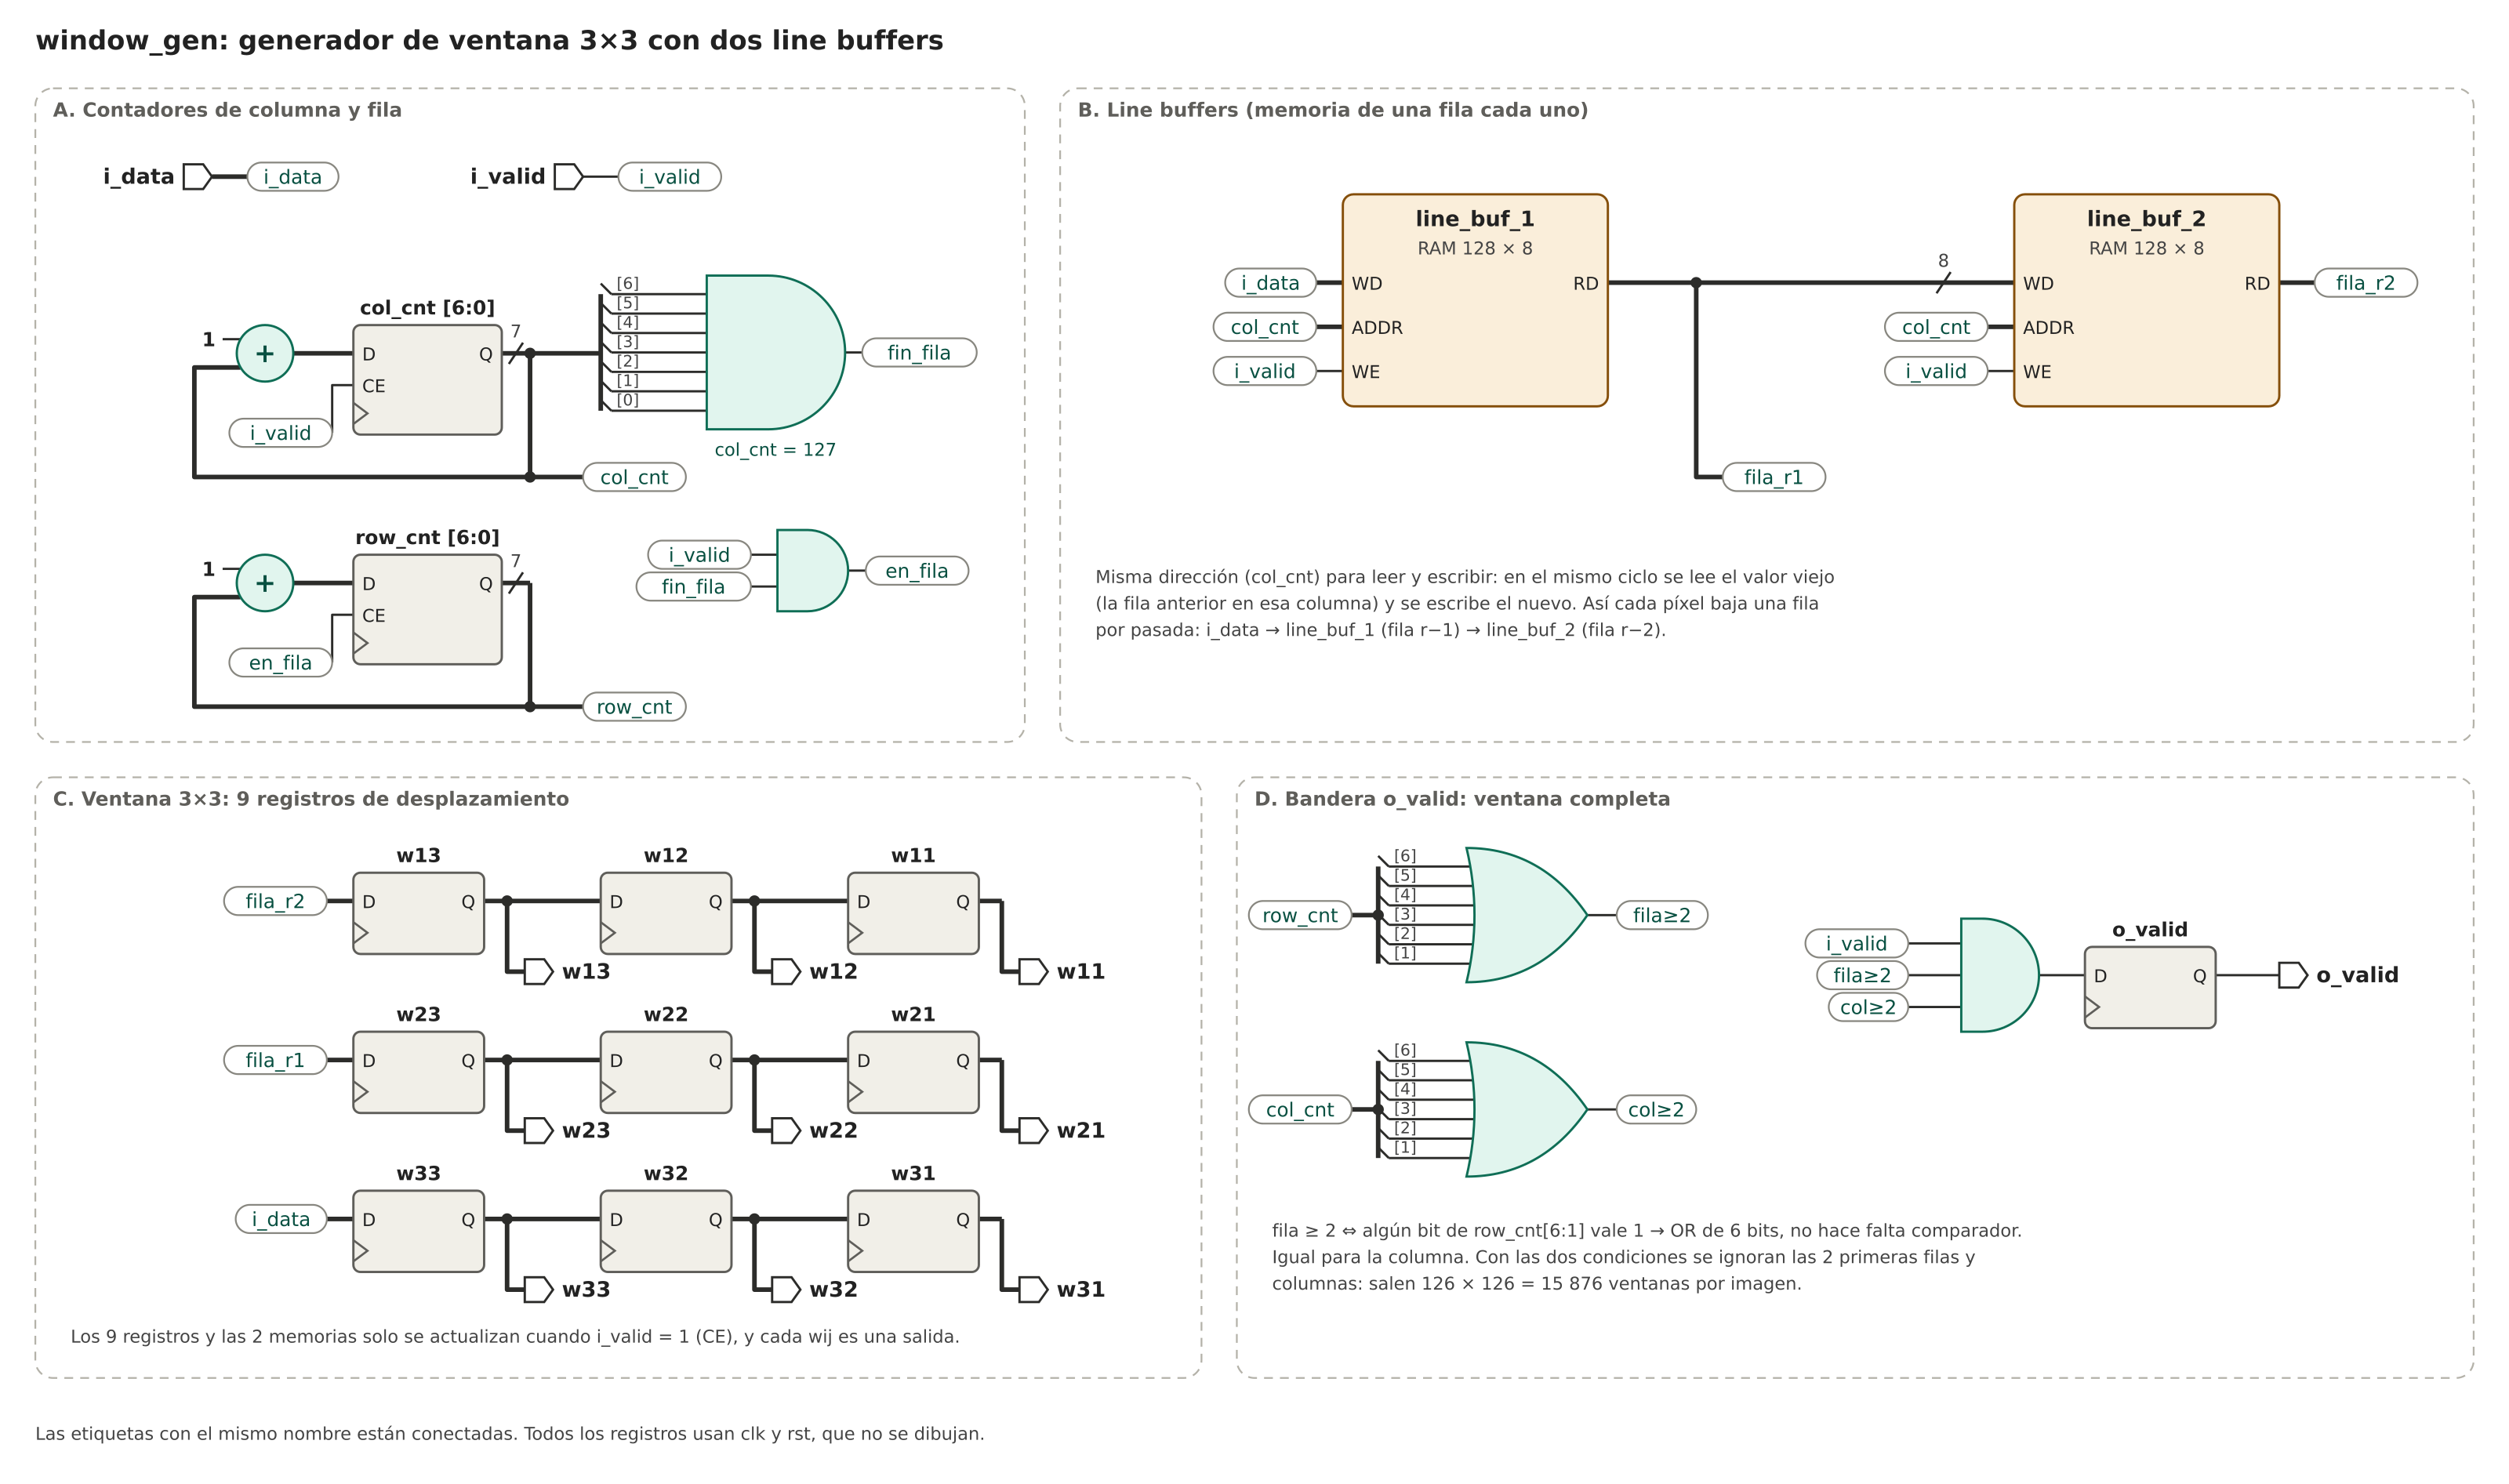 window_gen: generador de ventana 3×3 con dos line buffers
A. Contadores de columna y fila
i_data
i_data
i_valid
i_valid
col_cnt [6:0]
1
+
D
Q
CE
7
i_valid
[6]
[5]
[4]
[3]
[2]
[1]
[0]
fin_fila
col_cnt = 127
col_cnt
row_cnt [6:0]
1
+
D
Q
CE
7
en_fila
i_valid
fin_fila
en_fila
row_cnt
B. Line buffers (memoria de una fila cada uno)
line_buf_1
RAM 128 × 8
i_data
WD
RD
col_cnt
ADDR
i_valid
WE
8
line_buf_2
RAM 128 × 8
WD
RD
fila_r2
col_cnt
ADDR
i_valid
WE
fila_r1
Misma dirección (col_cnt) para leer y escribir: en el mismo ciclo se lee el valor viejo
(la fila anterior en esa columna) y se escribe el nuevo. Así cada píxel baja una fila
por pasada: i_data → line_buf_1 (fila r−1) → line_buf_2 (fila r−2).
C. Ventana 3×3: 9 registros de desplazamiento
w13
w12
w11
fila_r2
D
Q
D
Q
D
Q
w13
w12
w11
w23
w22
w21
fila_r1
D
Q
D
Q
D
Q
w23
w22
w21
w33
w32
w31
i_data
D
Q
D
Q
D
Q
w33
w32
w31
Los 9 registros y las 2 memorias solo se actualizan cuando i_valid = 1 (CE), y cada wij es una salida.
D. Bandera o_valid: ventana completa
row_cnt
[6]
[5]
[4]
[3]
[2]
[1]
fila≥2
col_cnt
[6]
[5]
[4]
[3]
[2]
[1]
col≥2
i_valid
fila≥2
col≥2
o_valid
D
Q
o_valid
fila ≥ 2 ⇔ algún bit de row_cnt[6:1] vale 1 → OR de 6 bits, no hace falta comparador.
Igual para la columna. Con las dos condiciones se ignoran las 2 primeras filas y
columnas: salen 126 × 126 = 15 876 ventanas por imagen.
Las etiquetas con el mismo nombre están conectadas. Todos los registros usan clk y rst, que no se dibujan.